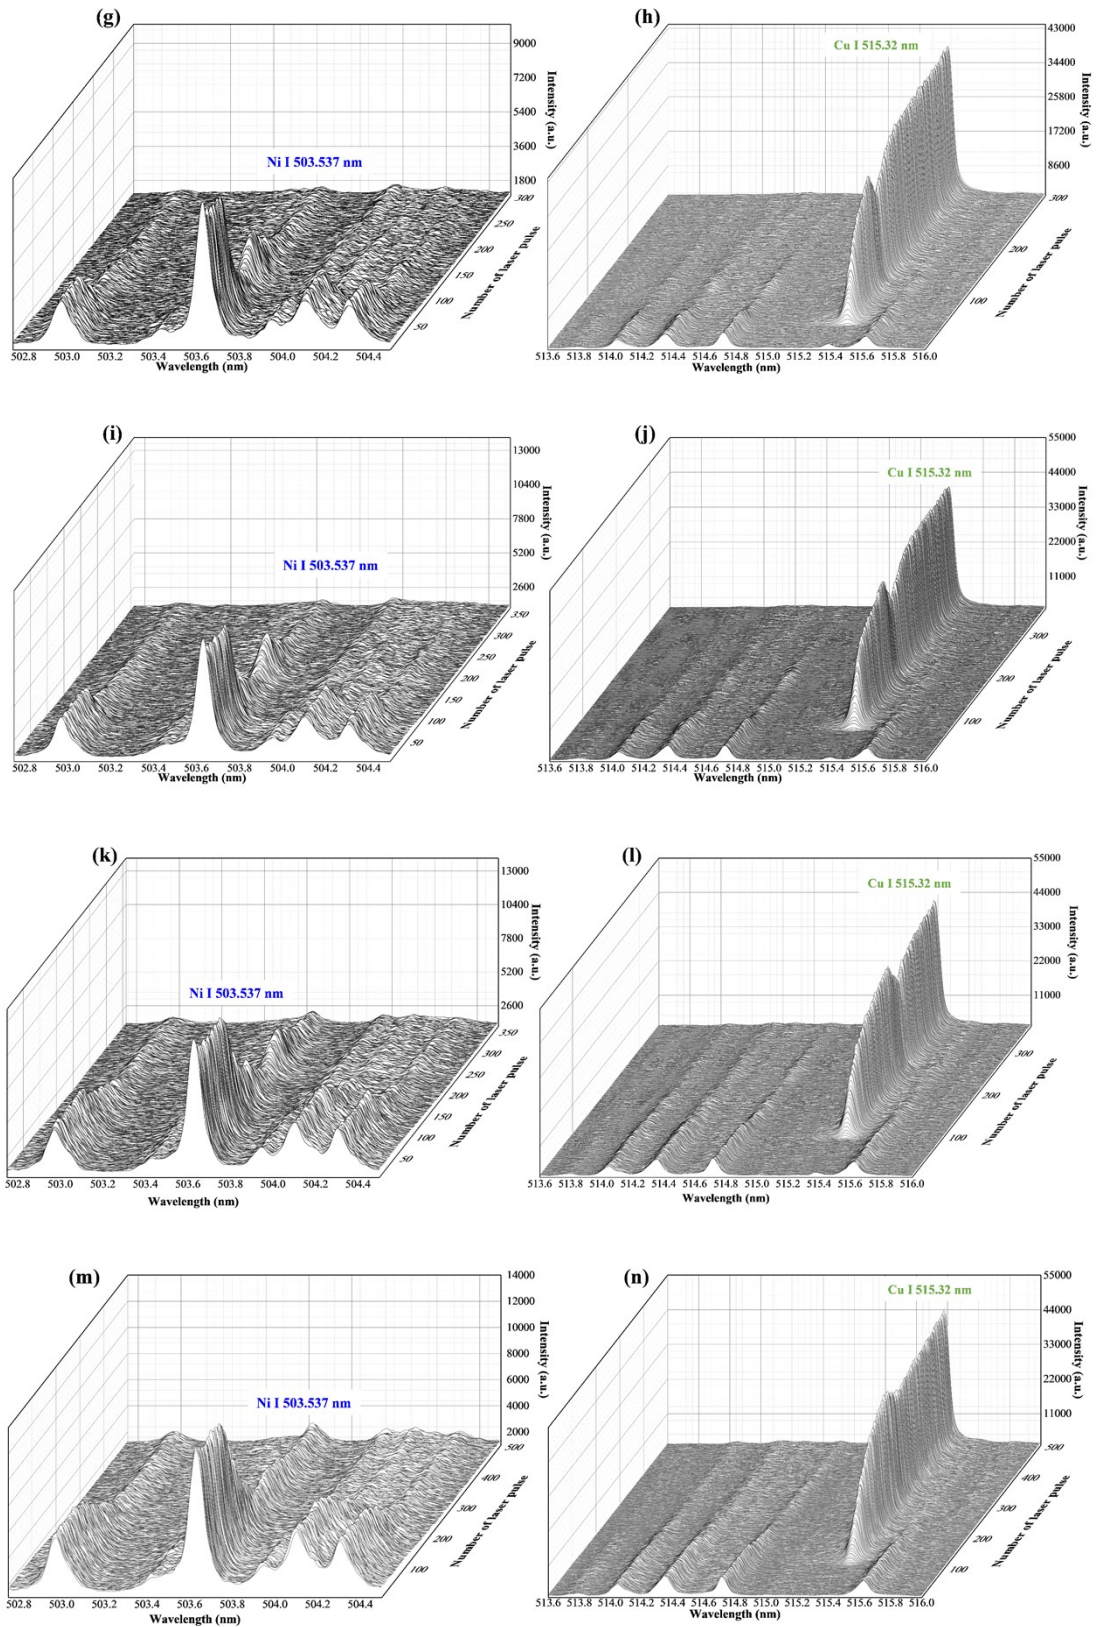 (g)
Ni I 503.537 nm
9000
7200
5400
3600
1800
Intensity (a.u.)
300
250
200
150
100
50
Number of laser pulse
502.8 503.0 503.2 503.4 503.6 503.8 504.0 504.2 504.4
Wavelength (nm)
(h)
Cu I 515.32 nm
43000
34400
25800
17200
8600
Intensity (a.u.)
300
200
100
Number of laser pulse
513.6 513.8 514.0 514.2 514.4 514.6 514.8 515.0 515.2 515.4 515.6 515.8 516.0
Wavelength (nm)
(i)
Ni I 503.537 nm
13000
10400
7800
5200
2600
Intensity (a.u.)
350
300
250
200
150
100
50
Number of laser pulse
502.8 503.0 503.2 503.4 503.6 503.8 504.0 504.2 504.4
Wavelength (nm)
(j)
Cu I 515.32 nm
55000
44000
33000
22000
11000
Intensity (a.u.)
300
200
100
Number of laser pulse
513.6 513.8 514.0 514.2 514.4 514.6 514.8 515.0 515.2 515.4 515.6 515.8 516.0
Wavelength (nm)
(k)
Ni I 503.537 nm
13000
10400
7800
5200
2600
Intensity (a.u.)
350
300
250
200
150
100
50
Number of laser pulse
502.8 503.0 503.2 503.4 503.6 503.8 504.0 504.2 504.4
Wavelength (nm)
(l)
Cu I 515.32 nm
55000
44000
33000
22000
11000
Intensity (a.u.)
300
200
100
Number of laser pulse
513.6 513.8 514.0 514.2 514.4 514.6 514.8 515.0 515.2 515.4 515.6 515.8 516.0
Wavelength (nm)
(m)
Ni I 503.537 nm
14000
12000
10000
8000
6000
4000
2000
Intensity (a.u.)
500
400
300
200
100
Number of laser pulse
502.8 503.0 503.2 503.4 503.6 503.8 504.0 504.2 504.4
Wavelength (nm)
(n)
Cu I 515.32 nm
55000
44000
33000
22000
11000
Intensity (a.u.)
500
400
300
200
100
Number of laser pulse
513.6 513.8 514.0 514.2 514.4 514.6 514.8 515.0 515.2 515.4 515.6 515.8 516.0
Wavelength (nm)